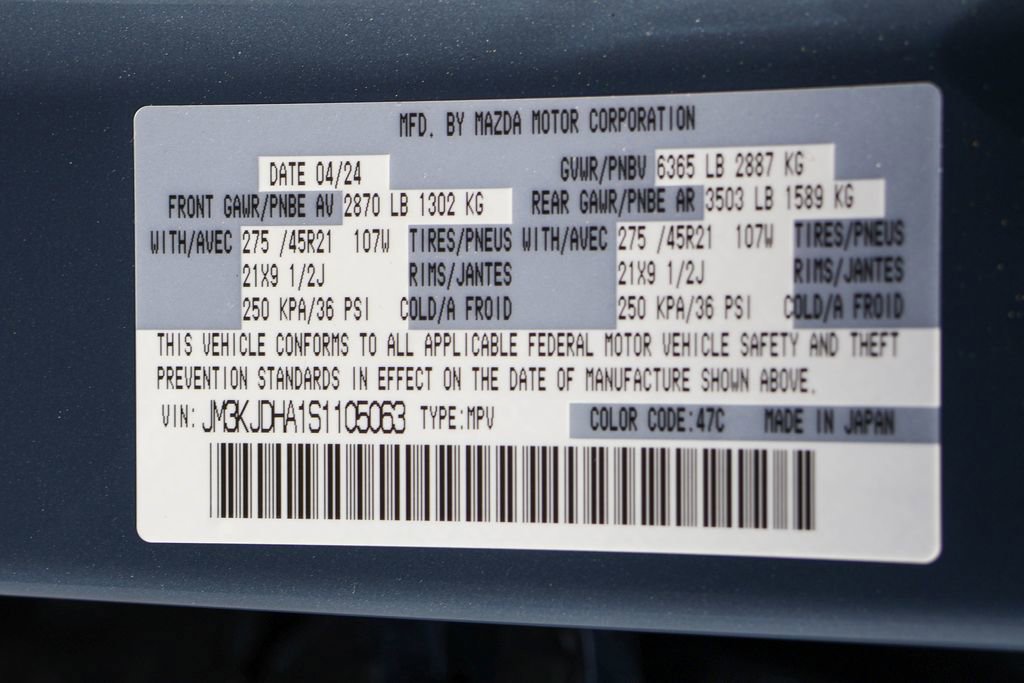 MFD. BY MAZDA MOTOR CORPORATION
DATE 04/24 GVWR/PNBV 6365 LB 2887 KG
FRONT GAWR/PNBE AV 2870 LB 1302 KG REAR GAWR/PNBE AR 3503 LB 1589 KG
WITH/AVEC 275 /45R21 107W TIRES/PNEUS WITH/AVEC 275 /45R21 107W TIRES/PNEUS
21X9 1/2J RIMS/JANTES 21X9 1/2J RIMS/JANTES
250 KPA/36 PSI COLD/A FROID 250 KPA/36 PSI COLD/A FROID
THIS VEHICLE CONFORMS TO ALL APPLICABLE FEDERAL MOTOR VEHICLE SAFETY AND THEFT
PREVENTION STANDARDS IN EFFECT ON THE DATE OF MANUFACTURE SHOWN ABOVE.
VIN: JM3KJDHA1S1105063 TYPE:MPV COLOR CODE:47C MADE IN JAPAN